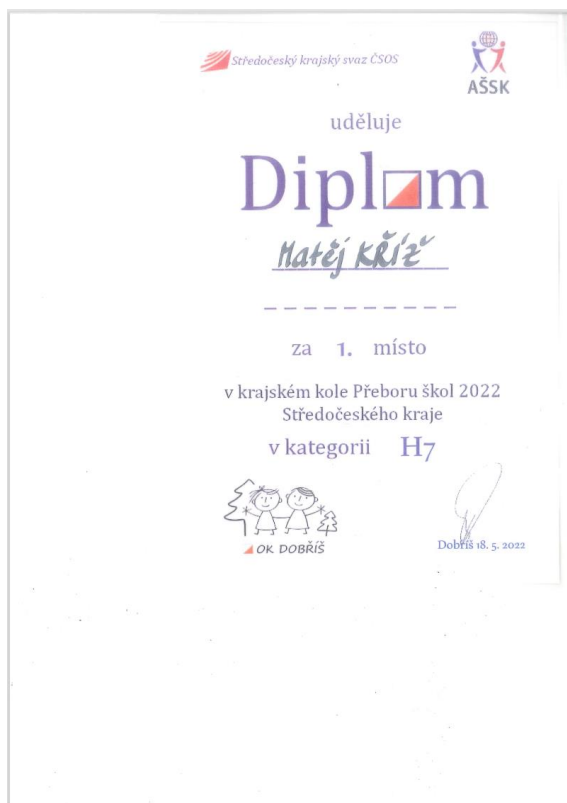 Středočeský krajský svaz ČSOS
AŠSK
uděluje
Diplom
Matěj KŘÍŽ
za 1. místo
v krajském kole Přeboru škol 2022
Středočeského kraje
v kategorii H7
OK DOBŘÍŠ
Dobříš 18. 5. 2022